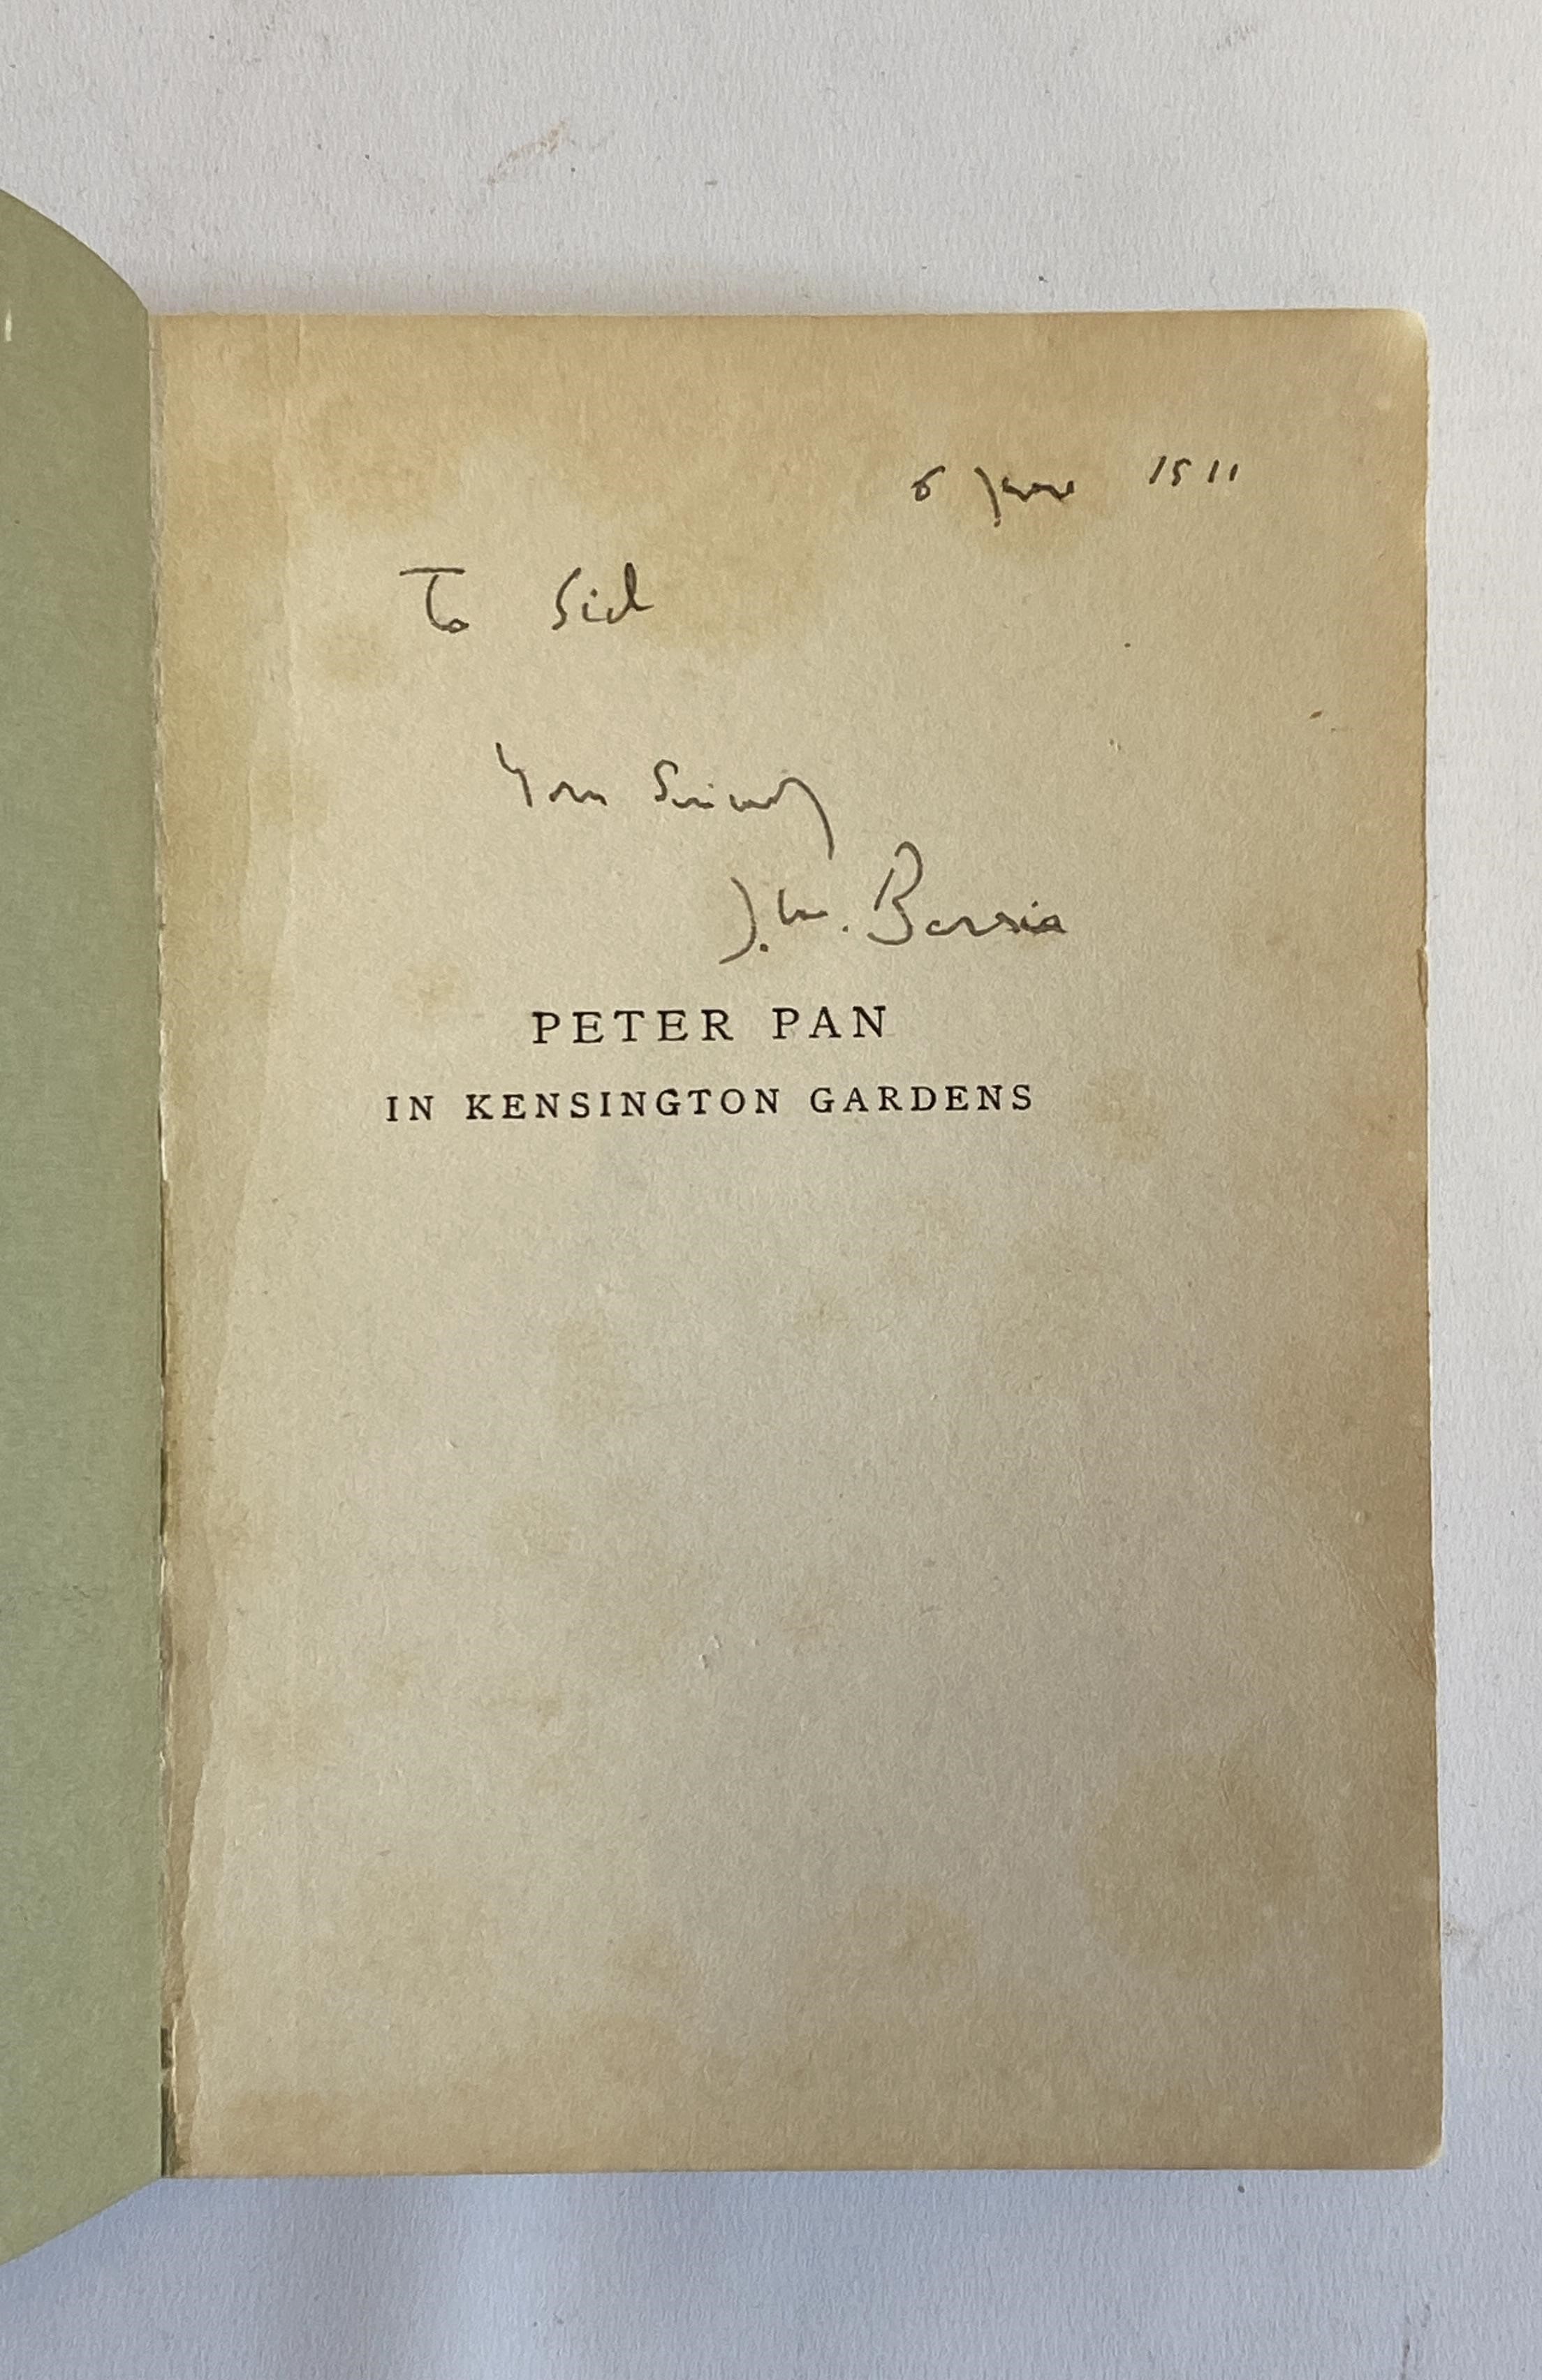 6 June 1911
To Sid
Yours Sincerely
J.M. Barrie
PETER PAN
IN KENSINGTON GARDENS